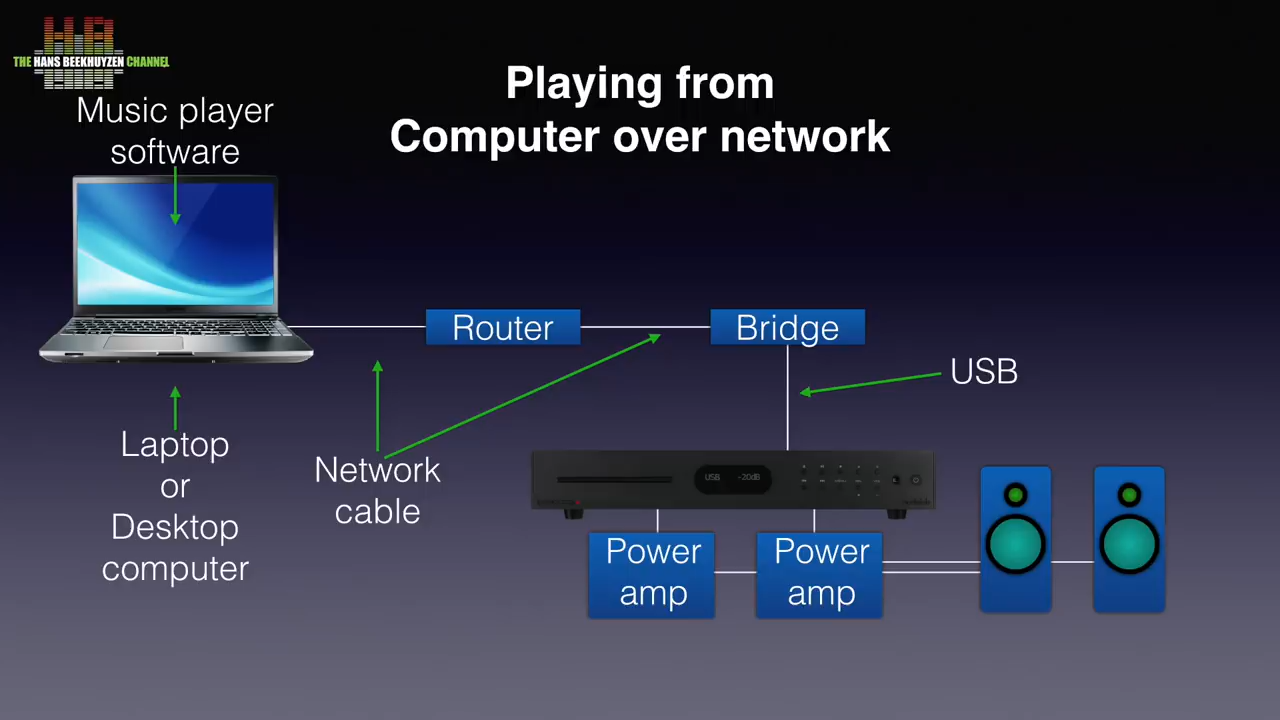 THE HANS BEEKHUYZEN CHANNEL
Playing from
Computer over network
Music player
software
Router
Bridge
USB
Laptop
or
Desktop
computer
Network
cable
USB -20dB
Power
amp
Power
amp